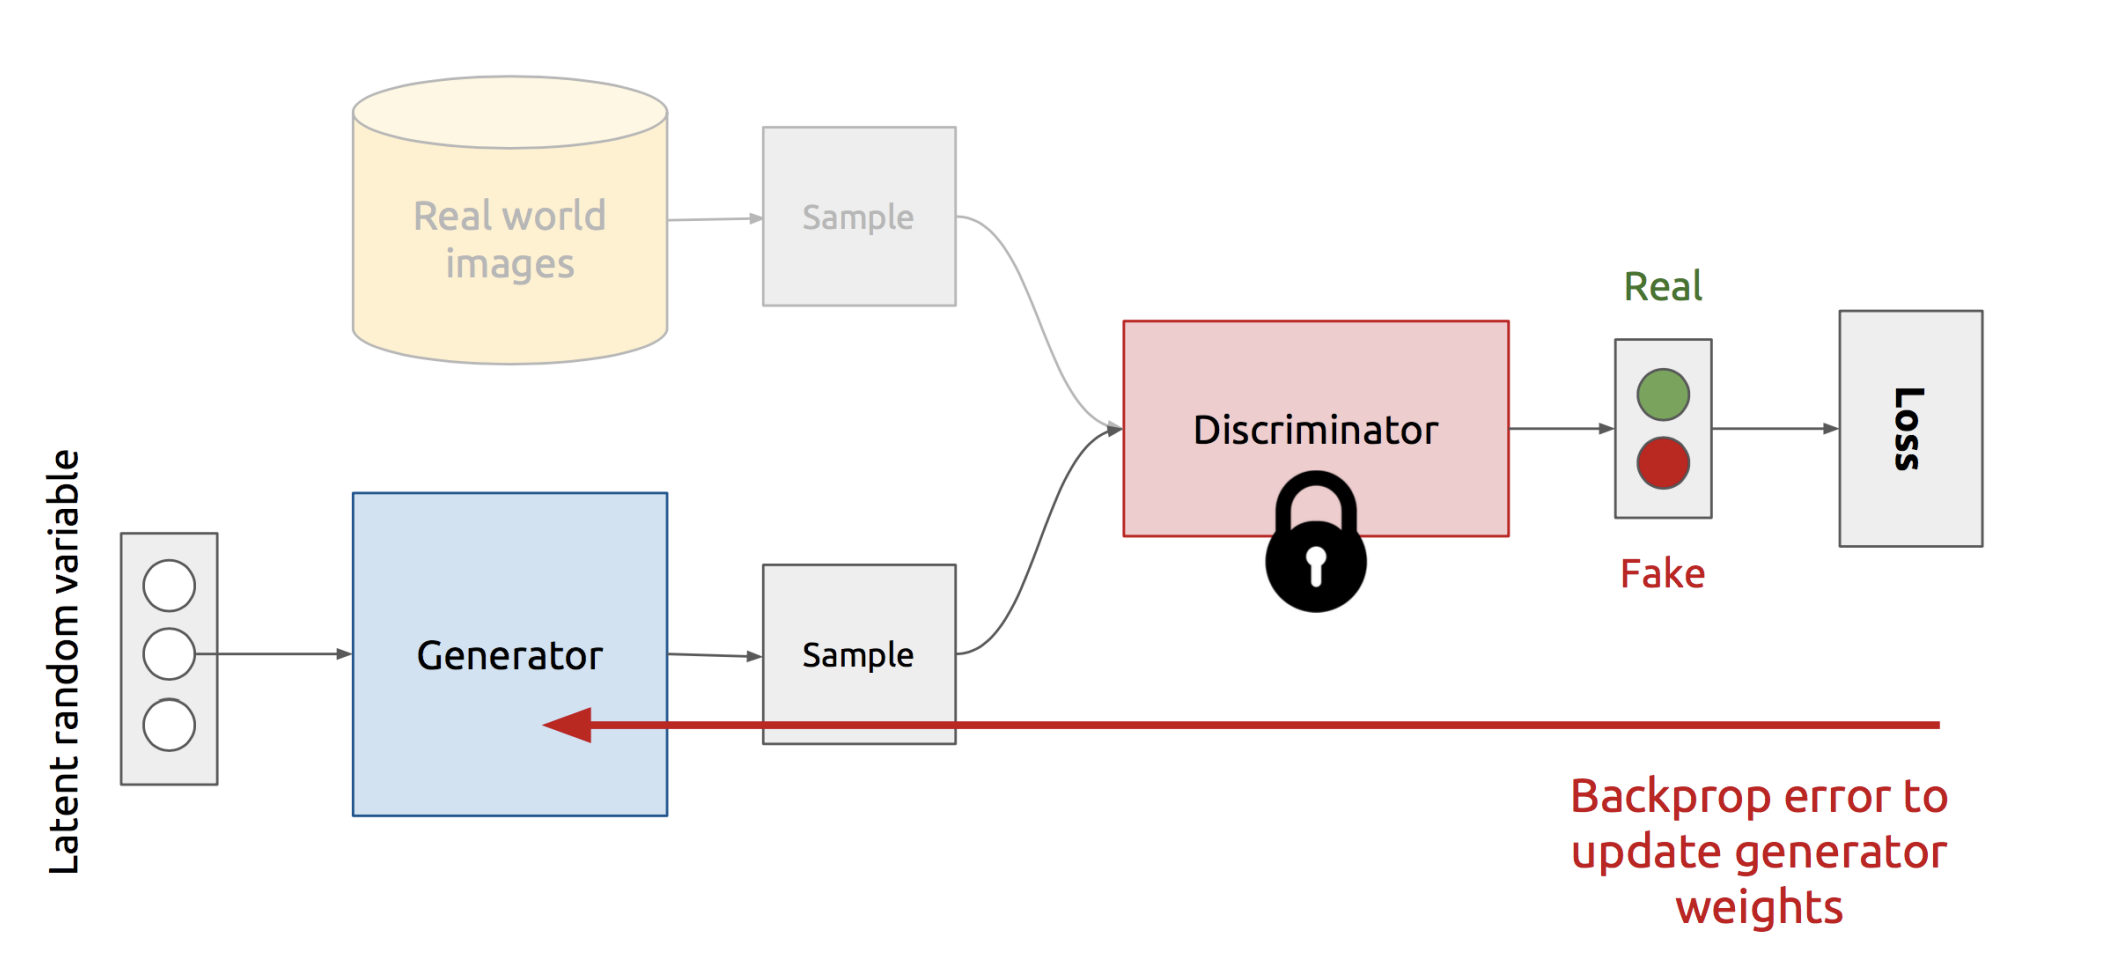 Real world
images
Sample
Real
Discriminator
Loss
Fake
Latent random variable
Generator
Sample
Backprop error to
update generator
weights